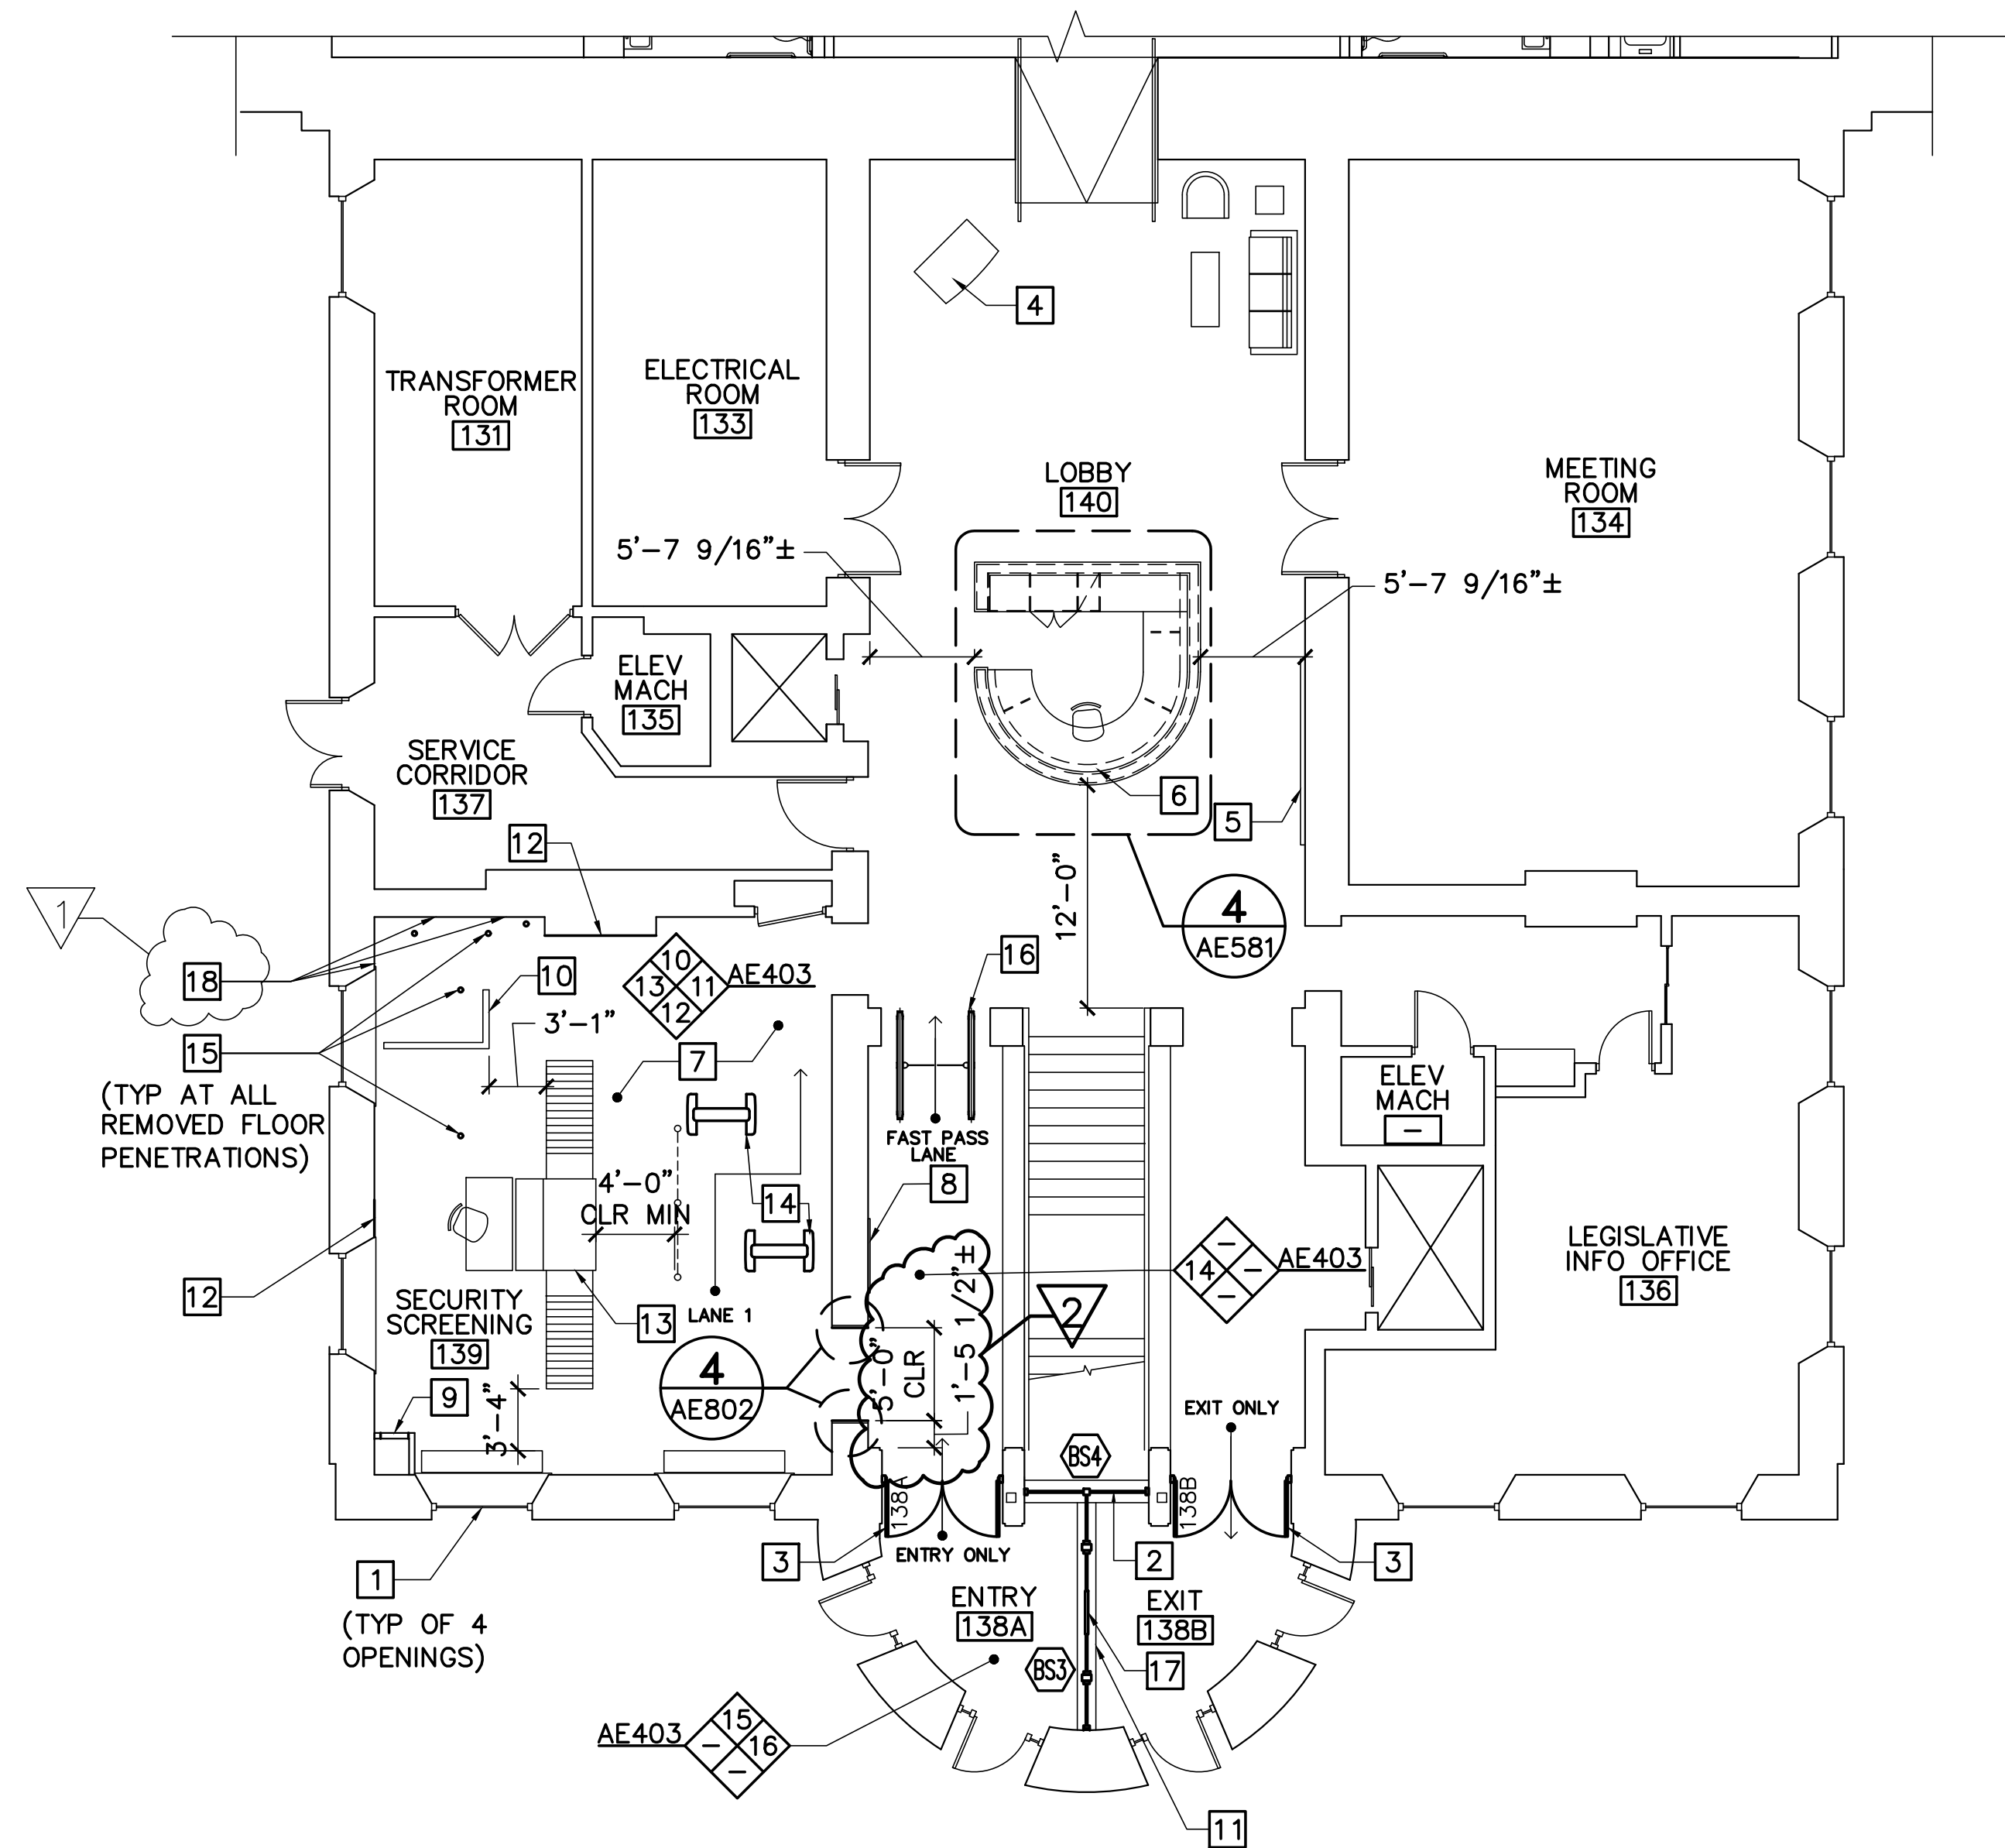 4
TRANSFORMER
ROOM
131
ELECTRICAL
ROOM
133
LOBBY
140
MEETING
ROOM
134
5'-7 9/16"±
5'-7 9/16"±
ELEV
MACH
135
SERVICE
CORRIDOR
137
6
5
12
12'-0"
4
AE581
1
18
10
10
13
11
12
AE403
16
3'-1"
15
(TYP AT ALL
REMOVED FLOOR
PENETRATIONS)
7
ELEV
MACH
-
FAST PASS
LANE
8
4'-0"
CLR MIN
14
12
LEGISLATIVE
INFO OFFICE
136
14
-
-
-
AE403
SECURITY
SCREENING
139
13
LANE 1
2
5'-0"
CLR
1'-5 1/2"±
4
AE802
9
3'-4"
EXIT ONLY
BS4
138A
138B
3
ENTRY ONLY
2
3
1
(TYP OF 4
OPENINGS)
ENTRY
138A
EXIT
138B
BS3
17
AE403
15
-
16
-
11